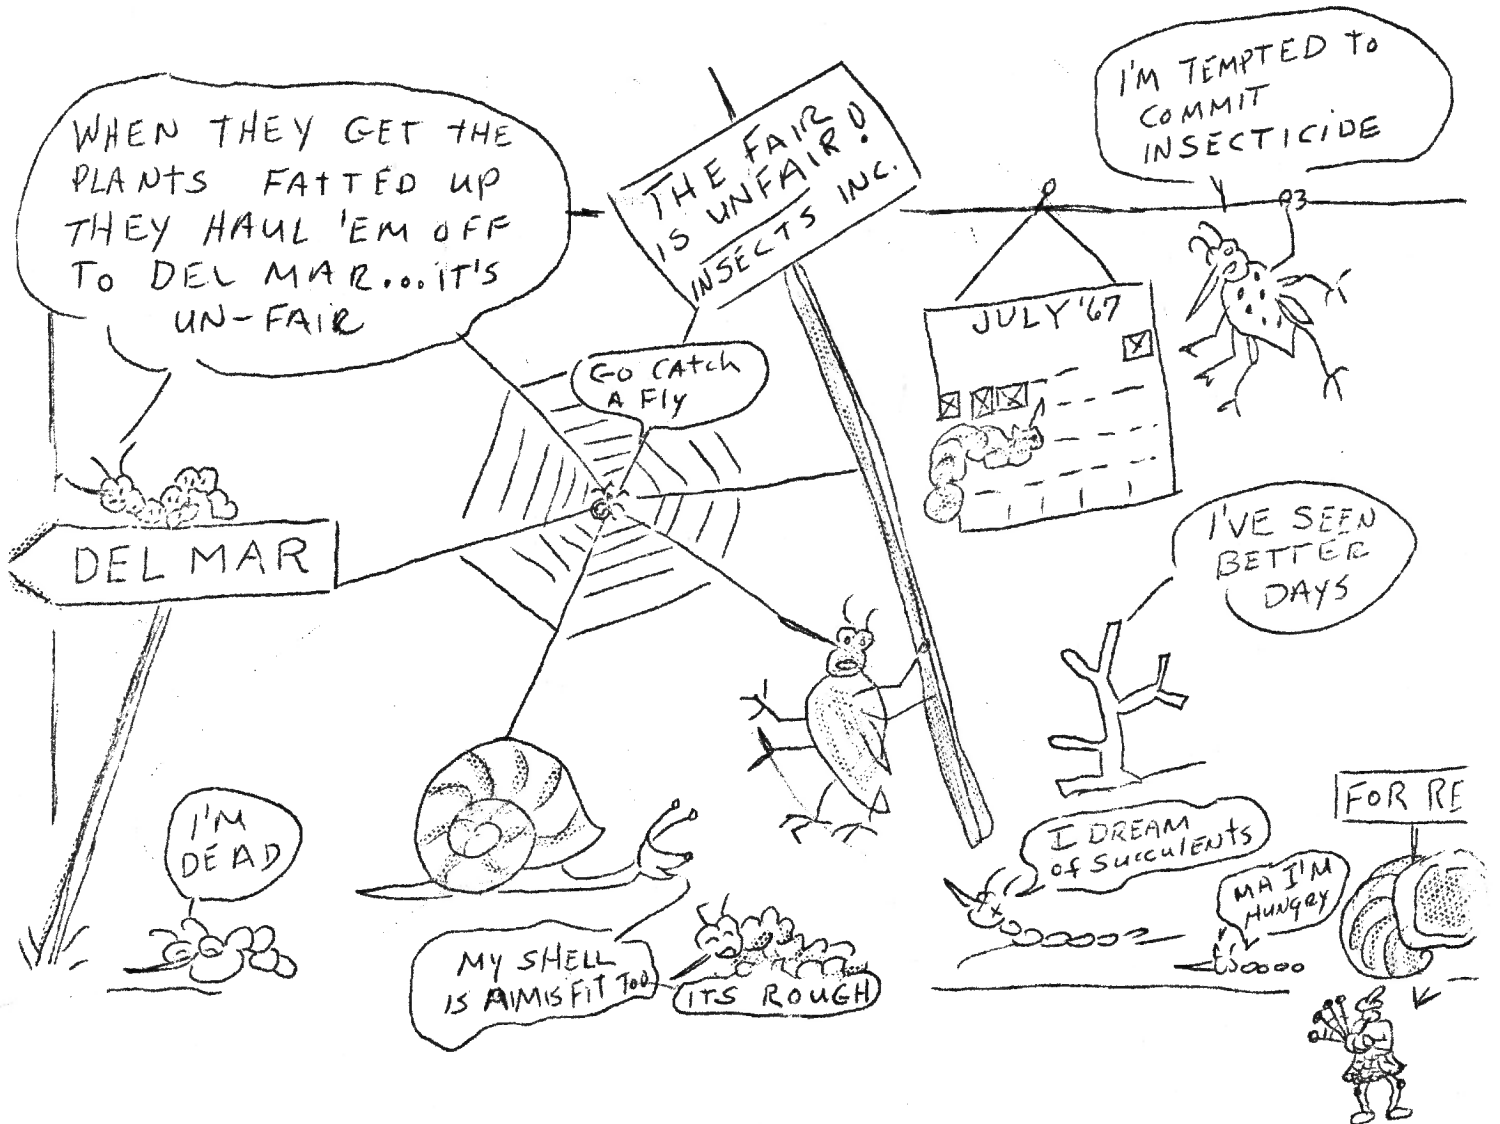 WHEN THEY GET THE
PLANTS FATTED UP
THEY HAUL 'EM OFF
TO DEL MAR...IT'S
UN-FAIR
THE FAIR
IS UNFAIR!
INSECTS INC.
I'M TEMPTED TO
COMMIT
INSECTICIDE
GO CATCH
A FLY
JULY '67
DEL MAR
I'VE SEEN
BETTER
DAYS
I'M
DEAD
I DREAM
of SUCCULENTS
MA I'M
HUNGRY
FOR RE
MY SHELL
IS A MISFIT TOO
ITS ROUGH